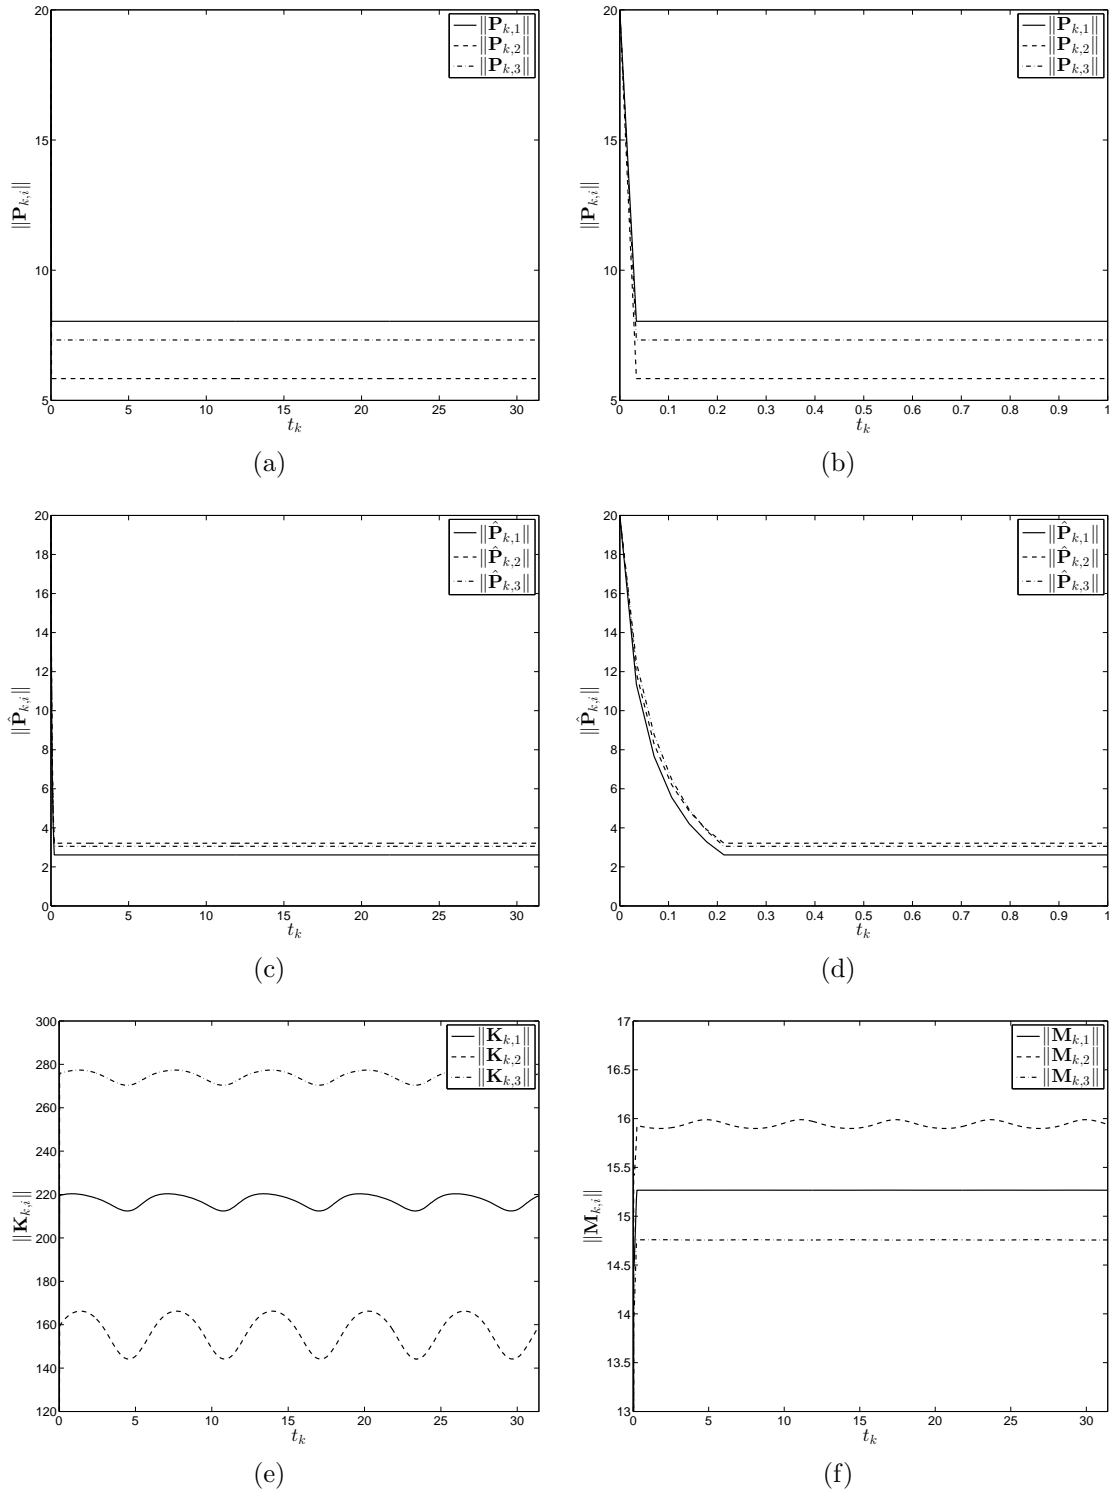 20
15
10
5
0 5 10 15 20 25 30
||P_{k,i}||
t_k
||P_{k,1}||
||P_{k,2}||
||P_{k,3}||
(a)
20
15
10
5
0 0.1 0.2 0.3 0.4 0.5 0.6 0.7 0.8 0.9 1
||P_{k,i}||
t_k
||P_{k,1}||
||P_{k,2}||
||P_{k,3}||
(b)
20
18
16
14
12
10
8
6
4
2
0
0 5 10 15 20 25 30
||P̂_{k,i}||
t_k
||P̂_{k,1}||
||P̂_{k,2}||
||P̂_{k,3}||
(c)
20
18
16
14
12
10
8
6
4
2
0
0 0.1 0.2 0.3 0.4 0.5 0.6 0.7 0.8 0.9 1
||P̂_{k,i}||
t_k
||P̂_{k,1}||
||P̂_{k,2}||
||P̂_{k,3}||
(d)
300
280
260
240
220
200
180
160
140
120
0 5 10 15 20 25 30
||K_{k,i}||
t_k
||K_{k,1}||
||K_{k,2}||
||K_{k,3}||
(e)
17
16.5
16
15.5
15
14.5
14
13.5
13
0 5 10 15 20 25 30
||M_{k,i}||
t_k
||M_{k,1}||
||M_{k,2}||
||M_{k,3}||
(f)